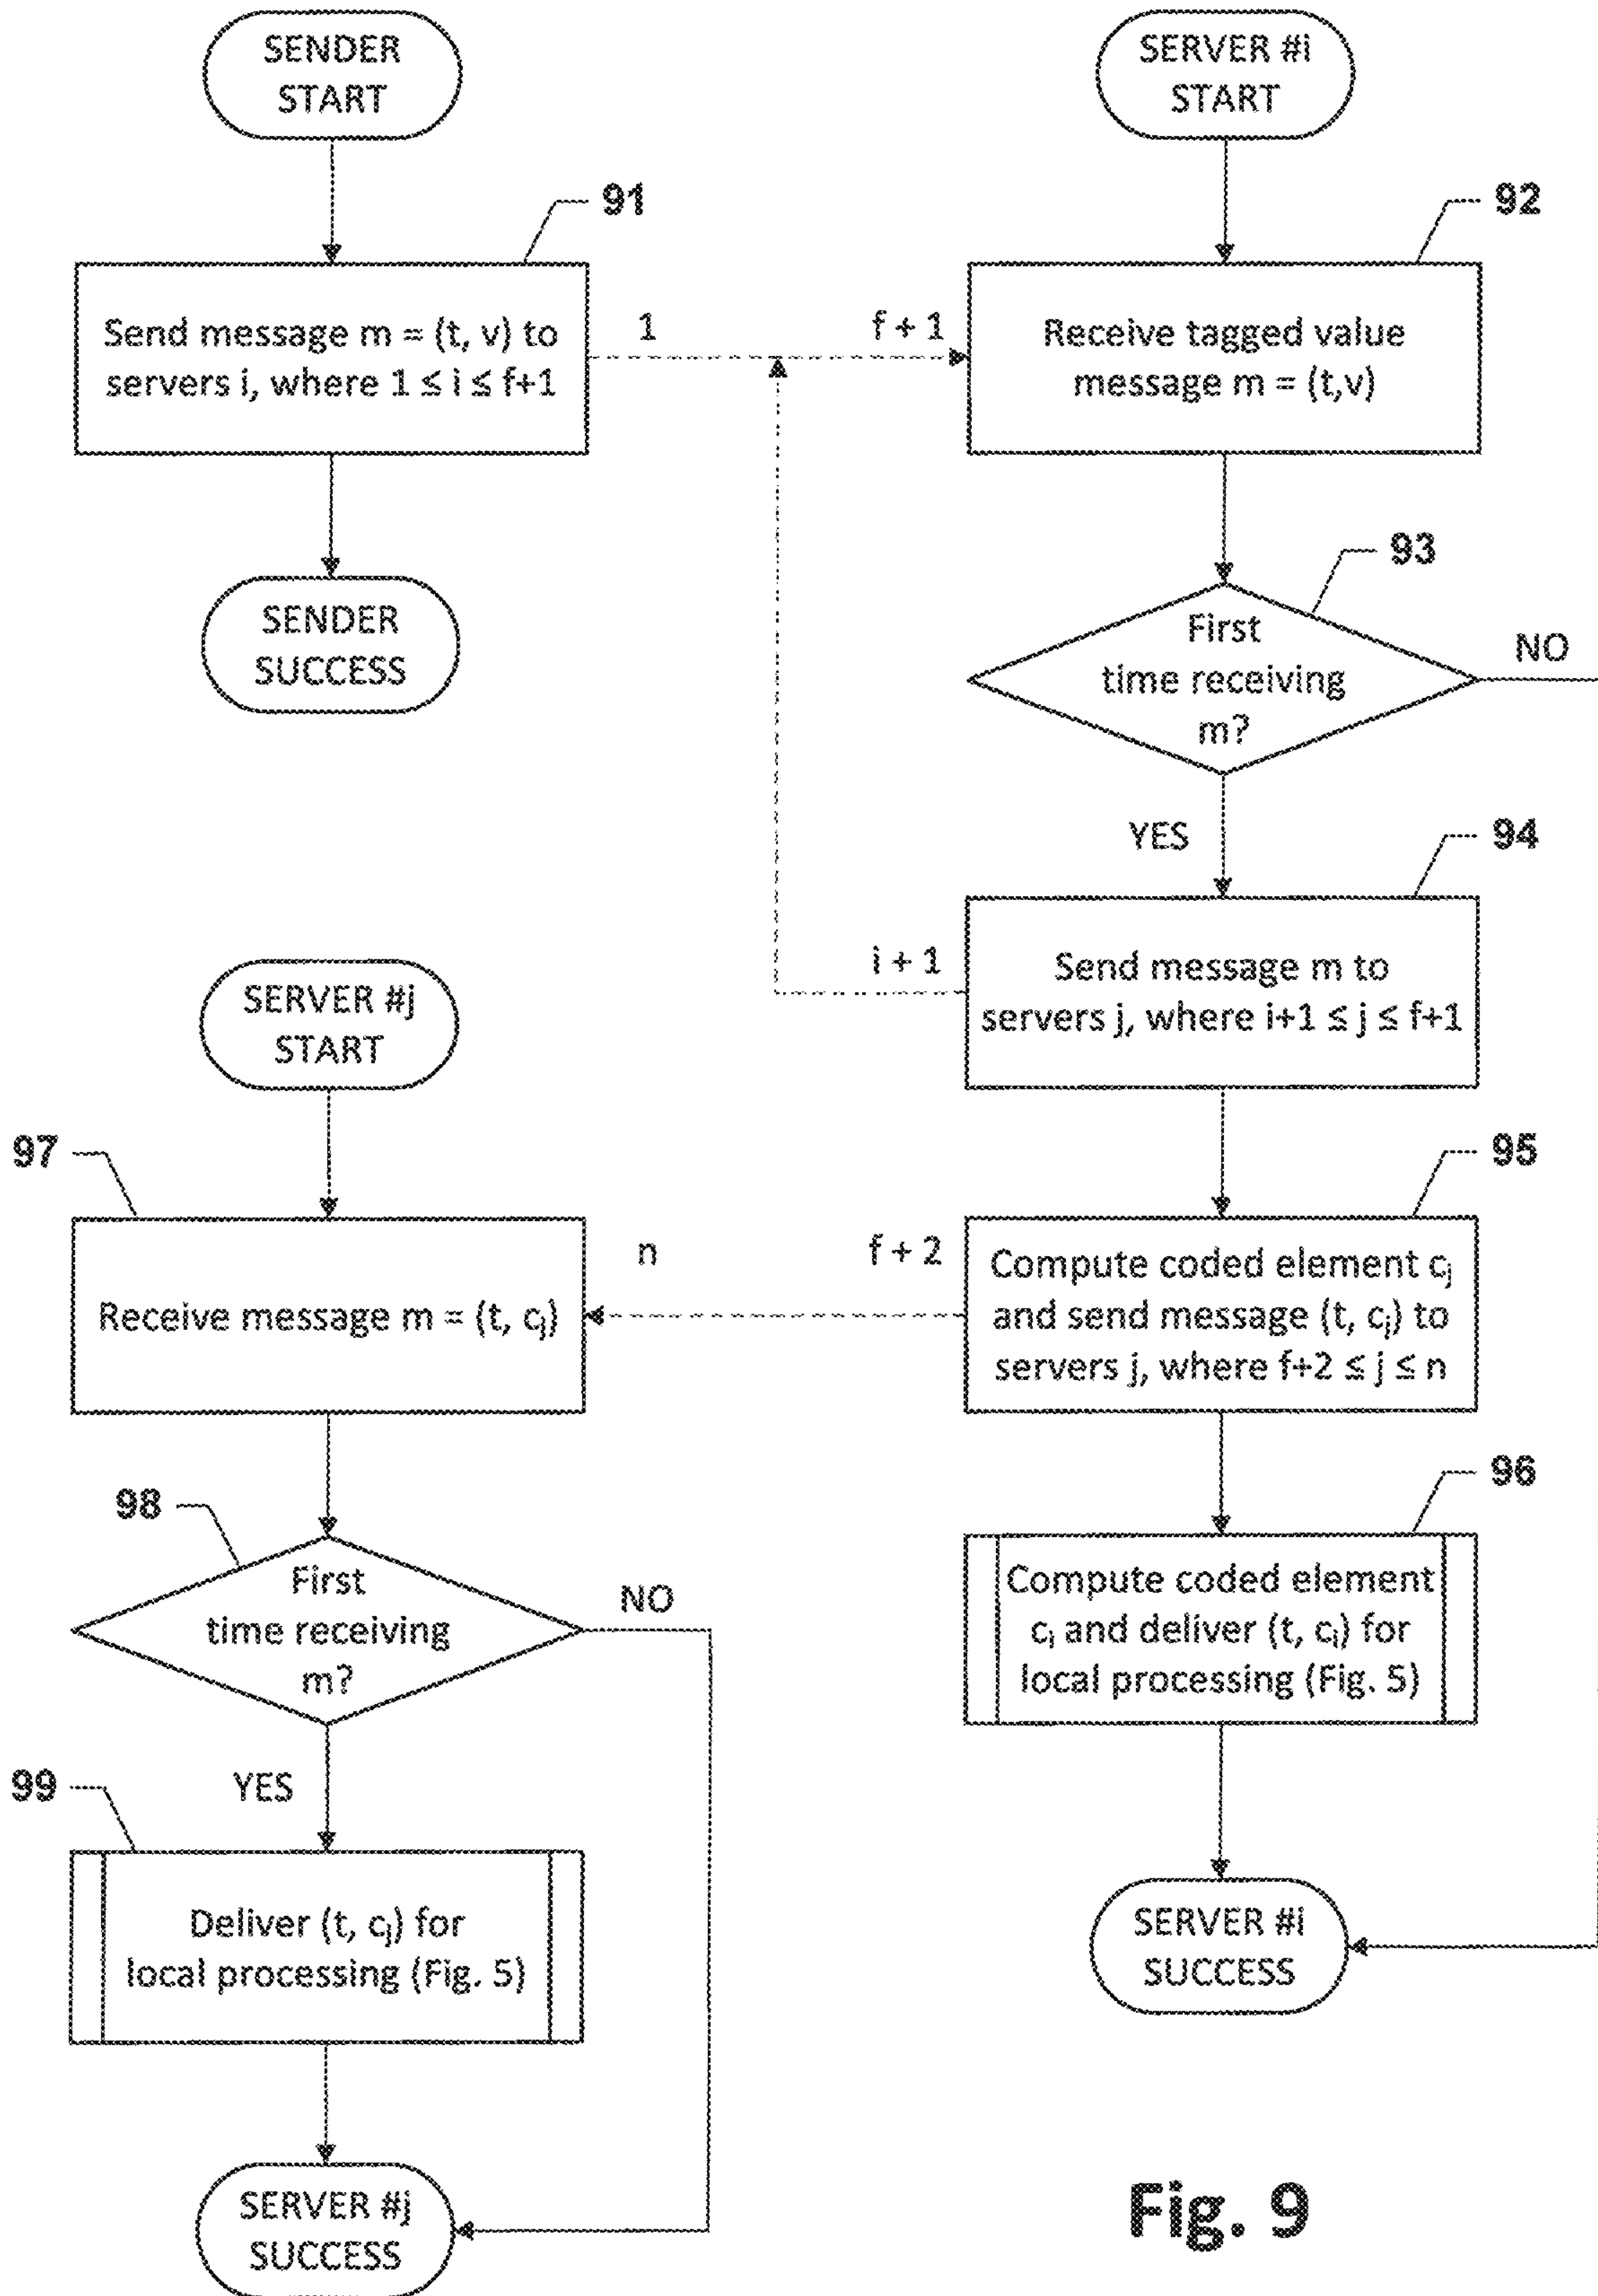 SENDER
START
91
Send message m = (t, v) to
servers i, where 1 ≤ i ≤ f+1
1
f + 1
SENDER
SUCCESS
SERVER #i
START
92
Receive tagged value
message m = (t,v)
93
First
time receiving
m?
NO
YES
94
i + 1
Send message m to
servers j, where i+1 ≤ j ≤ f+1
95
f + 2
Compute coded element cj
and send message (t, cj) to
servers j, where f+2 ≤ j ≤ n
96
Compute coded element
ci and deliver (t, ci) for
local processing (Fig. 5)
SERVER #i
SUCCESS
SERVER #j
START
97
n
Receive message m = (t, cj)
98
First
time receiving
m?
NO
YES
99
Deliver (t, cj) for
local processing (Fig. 5)
SERVER #j
SUCCESS
Fig. 9